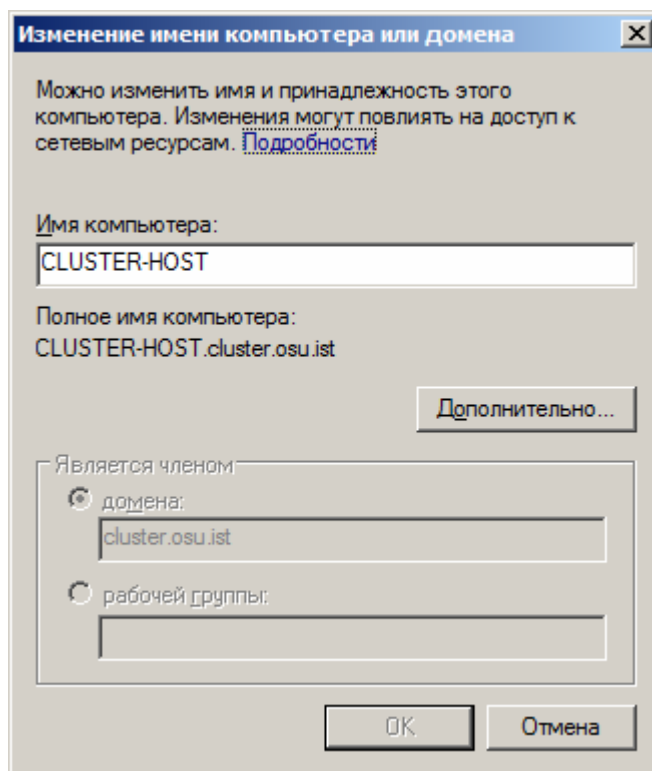 Изменение имени компьютера или домена
Можно изменить имя и принадлежность этого
компьютера. Изменения могут повлиять на доступ к
сетевым ресурсам. Подробности
Имя компьютера:
CLUSTER-HOST
Полное имя компьютера:
CLUSTER-HOST.cluster.osu.ist
Дополнительно...
Является членом
домена:
cluster.osu.ist
рабочей группы:
OK
Отмена